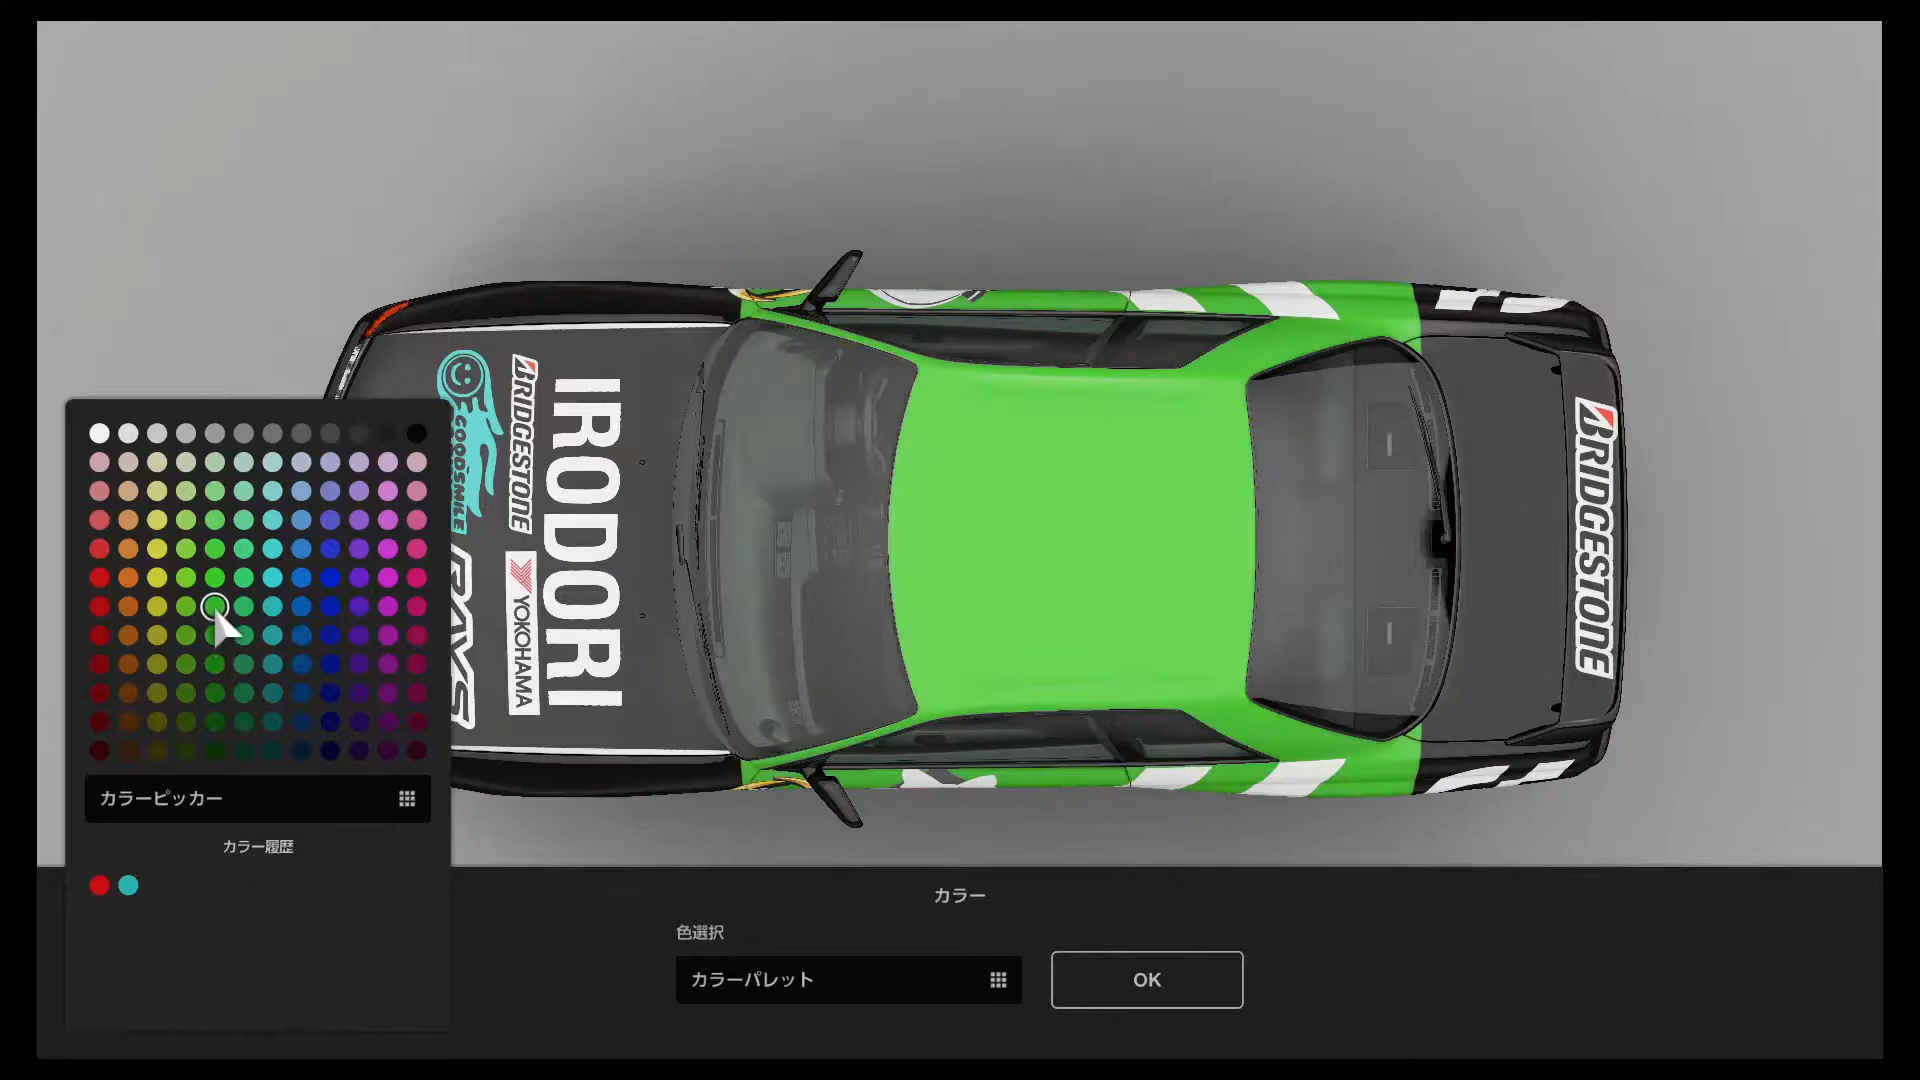 GOODSMILE
BRIDGESTONE
IRODORI
RAYS
YOKOHAMA
BRIDGESTONE
カラーピッカー
カラー履歴
カラー
色選択
カラーパレット
OK